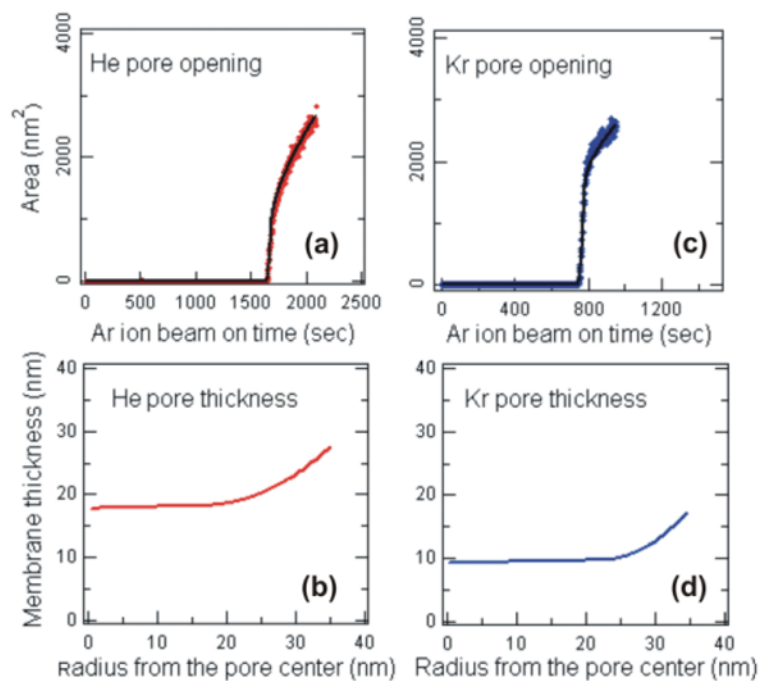 4000
2000
0
Area (nm²)
He pore opening
(a)
0 500 1000 1500 2000 2500
Ar ion beam on time (sec)
4000
2000
0
Kr pore opening
(c)
0 400 800 1200
Ar ion beam on time (sec)
40
30
20
10
0
Membrane thickness (nm)
He pore thickness
(b)
0 10 20 30 40
Radius from the pore center (nm)
40
30
20
10
0
Kr pore thickness
(d)
0 10 20 30 40
Radius from the pore center (nm)